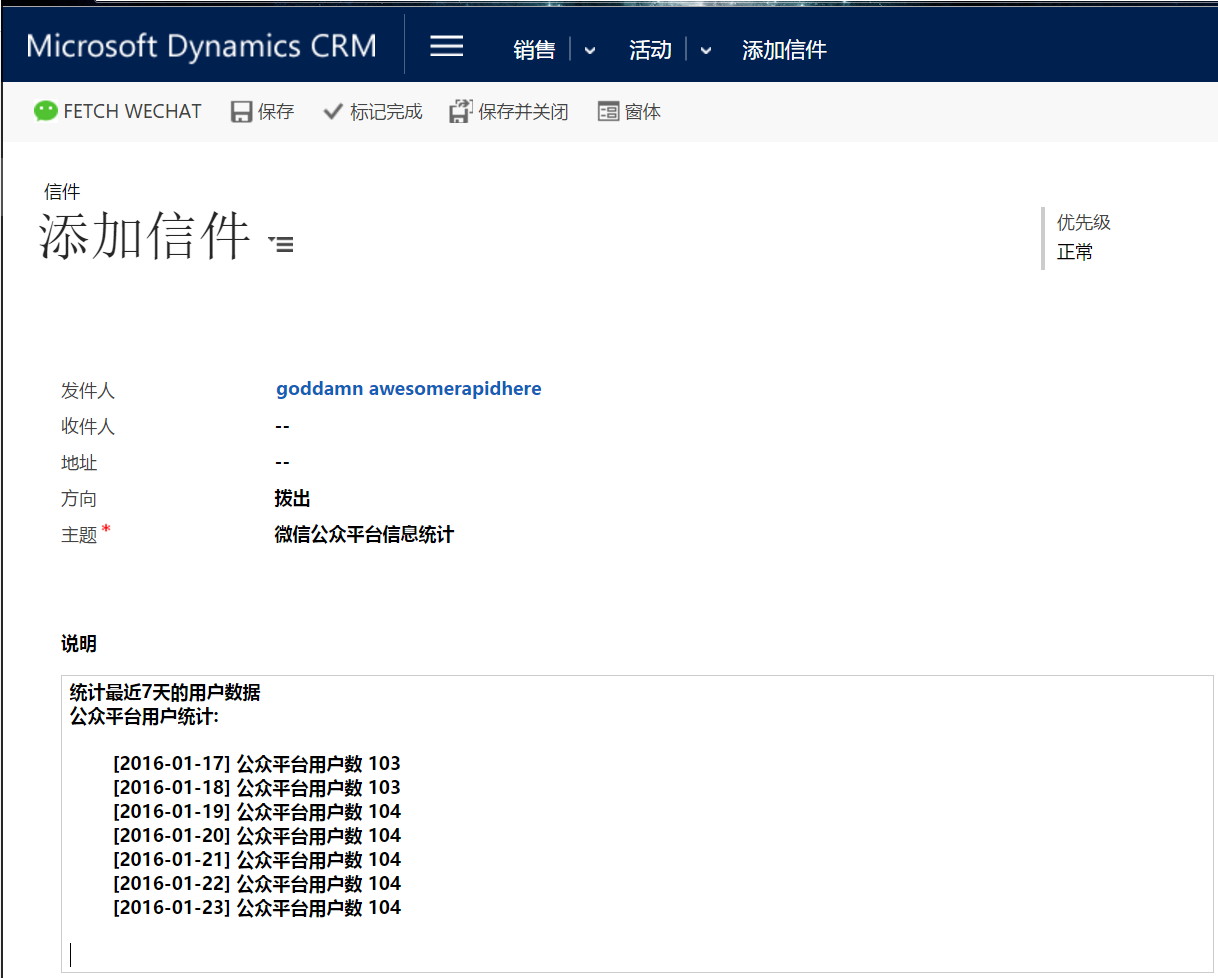 Microsoft Dynamics CRM 销售 活动 添加信件
FETCH WECHAT 保存 标记完成 保存并关闭 窗体
信件
添加信件
优先级
正常
发件人 goddamn awesomerapidhere
收件人 --
地址 --
方向 拨出
主题* 微信公众平台信息统计
说明
统计最近7天的用户数据
公众平台用户统计:
[2016-01-17] 公众平台用户数 103
[2016-01-18] 公众平台用户数 103
[2016-01-19] 公众平台用户数 104
[2016-01-20] 公众平台用户数 104
[2016-01-21] 公众平台用户数 104
[2016-01-22] 公众平台用户数 104
[2016-01-23] 公众平台用户数 104